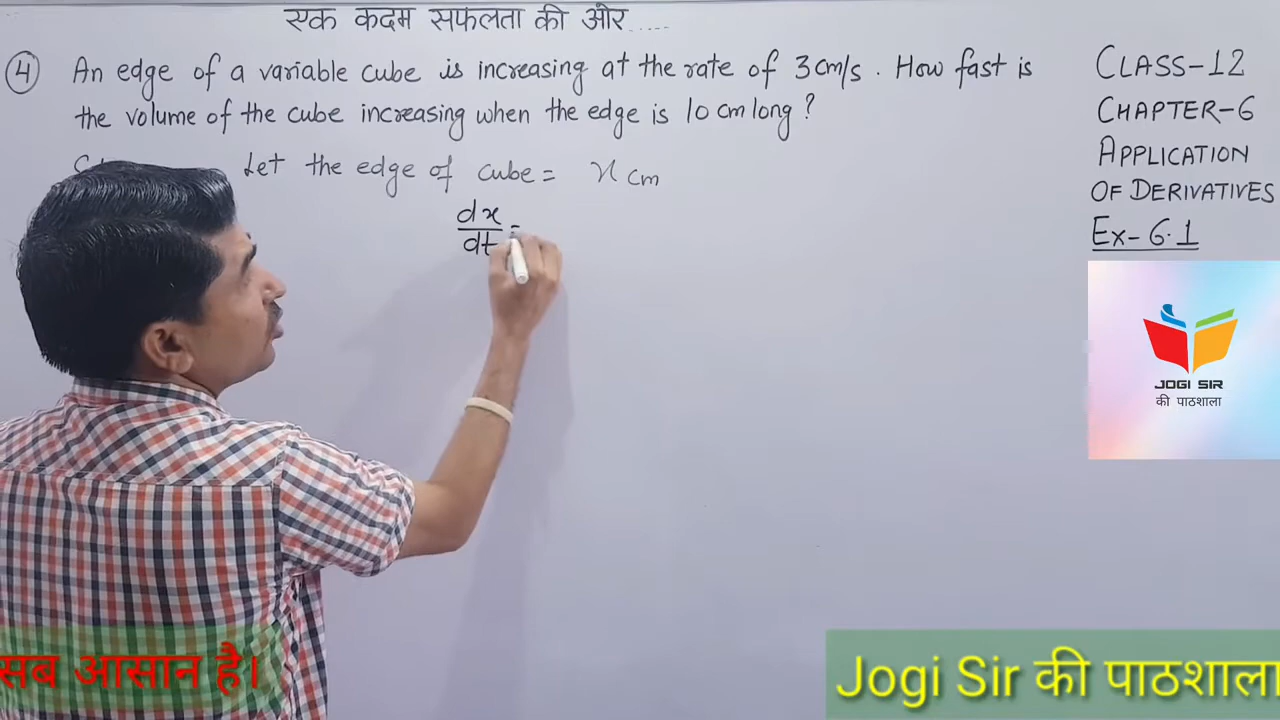 एक कदम सफलता की ओर.....
④ An edge of a variable cube is increasing at the rate of 3cm/s. How fast is
the volume of the cube increasing when the edge is 10 cm long?
Let the edge of cube = x cm
dx
dt =
CLASS-12
CHAPTER-6
APPLICATION
OF DERIVATIVES
Ex-6.1
JOGI SIR
की पाठशाला
सब आसान है।
Jogi Sir की पाठशाला